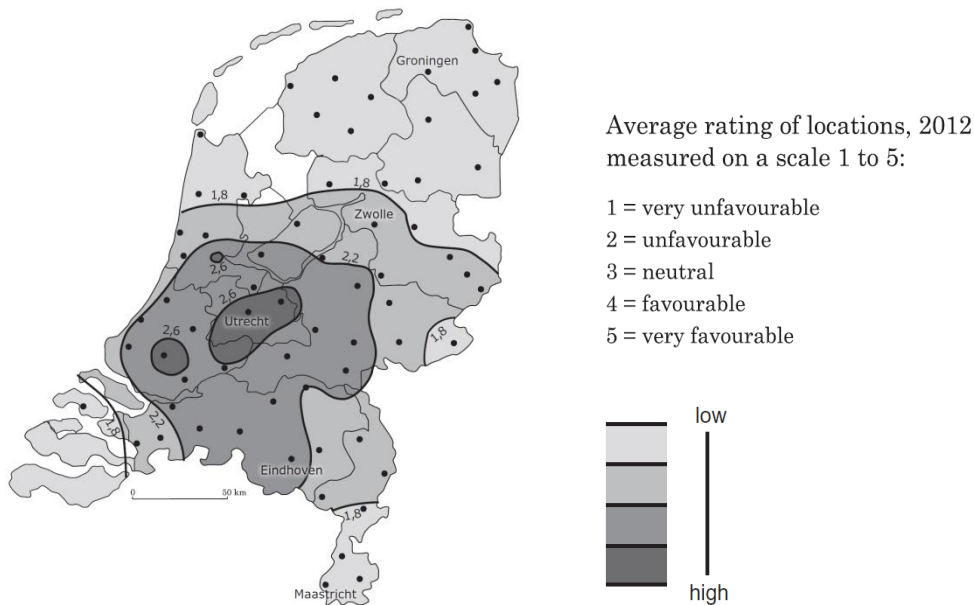 Groningen
1,8
1,8
Zwolle
2,6
2,2
2,6
Utrecht
2,6
1,8
2,2
1,8
Eindhoven
0 50 km
1,8
Maastricht
Average rating of locations, 2012
measured on a scale 1 to 5:
1 = very unfavourable
2 = unfavourable
3 = neutral
4 = favourable
5 = very favourable
low
high